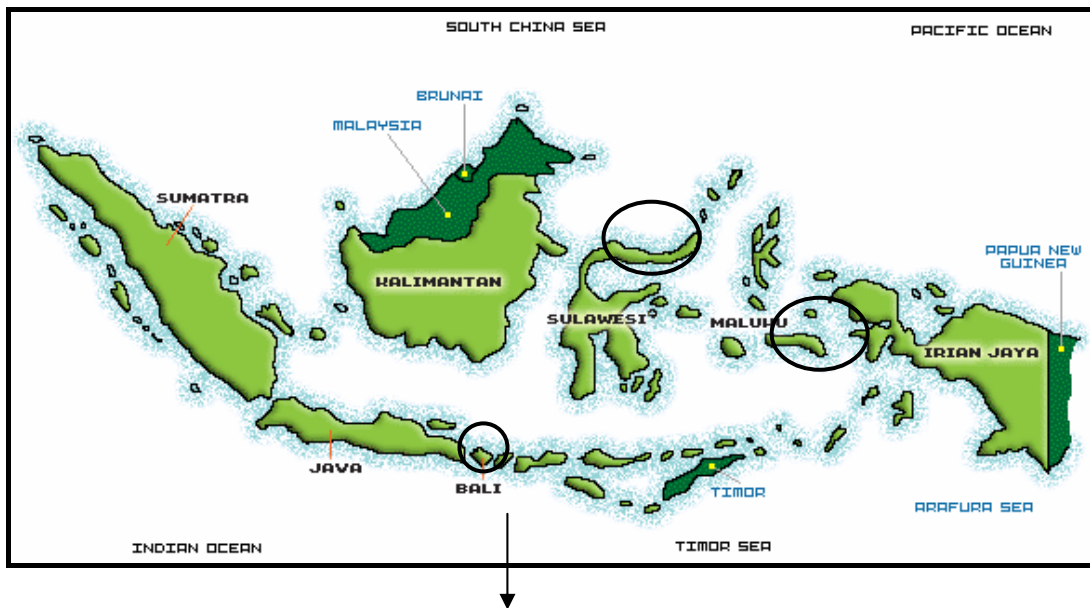 SOUTH CHINA SEA
PACIFIC OCEAN
BRUNAI
MALAYSIA
SUMATRA
PAPUA NEW
GUINEA
KALIMANTAN
SULAWESI
MALUKU
IRIAN JAYA
JAVA
BALI
TIMOR
ARAFURA SEA
INDIAN OCEAN
TIMOR SEA